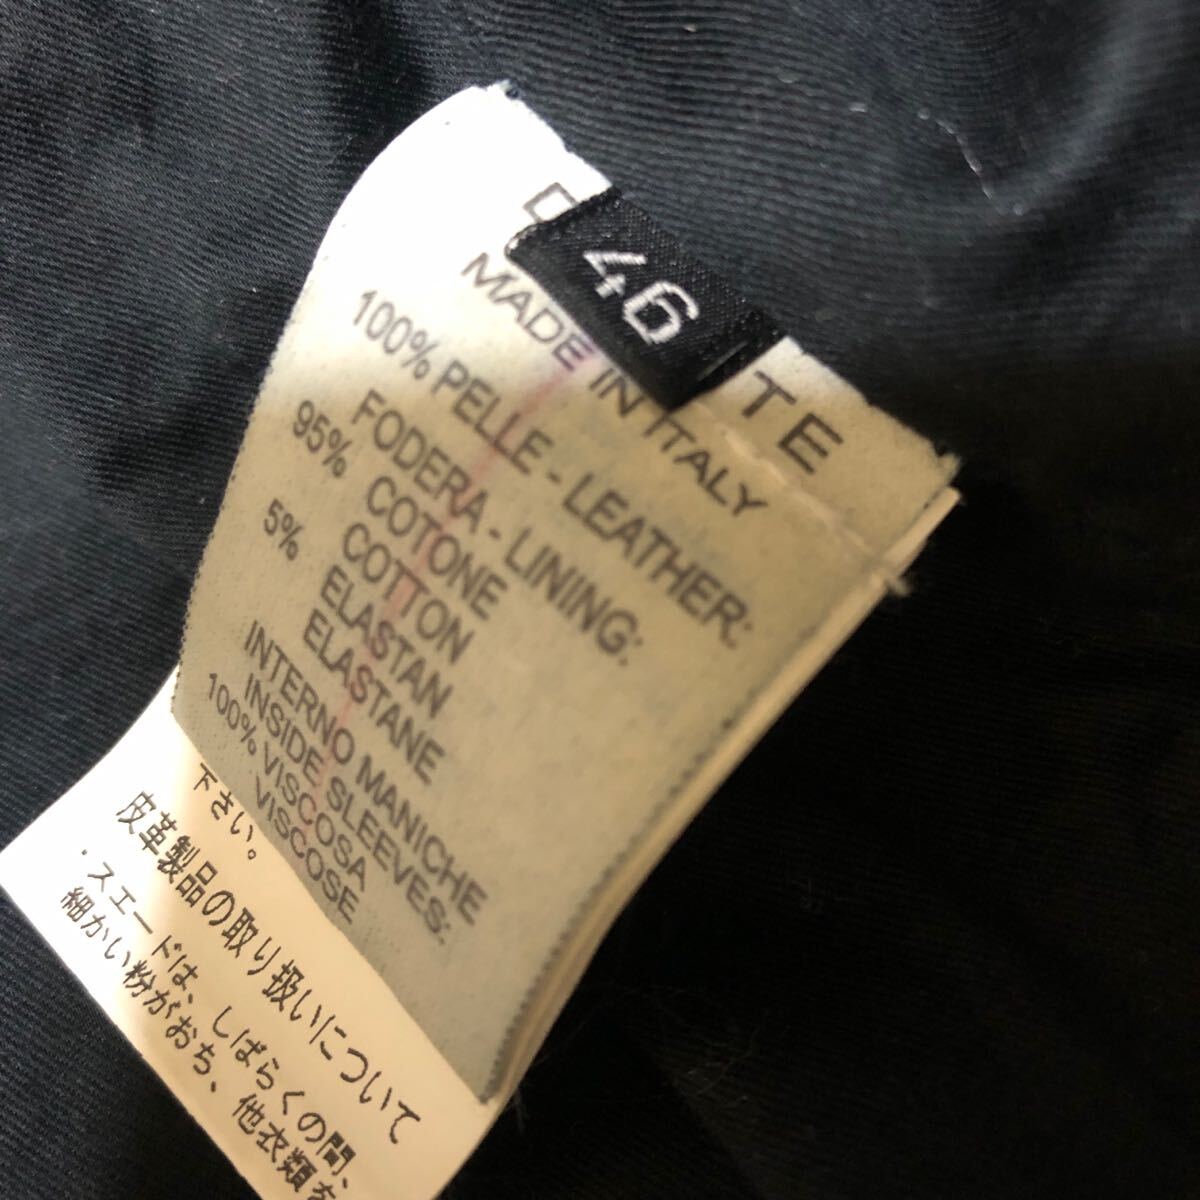 46
TE
MADE IN ITALY
100% PELLE - LEATHER:
FODERA - LINING:
95% COTONE
COTTON
5% ELASTAN
ELASTANE
INTERNO MANICHE
INSIDE SLEEVES:
100% VISCOSA
VISCOSE
下さい。
皮革製品の取り扱いについて
・スエードは、しばらくの間、
細かい粉がおち、他衣類を